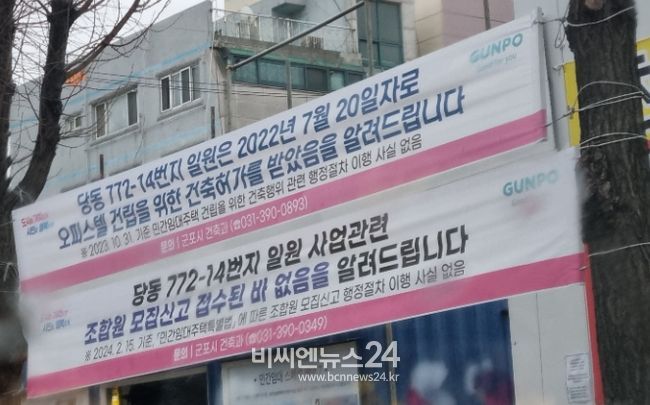 GUNPO
당동 772-14번지 일원은 2022년 7월 20일자로
오피스텔 건립을 위한 건축허가를 받았음을 알려드립니다
※ 2023. 10. 31. 기준 민간임대주택 건립을 위한 건축행위 관련 행정절차 이행 사실 없음
문의 | 군포시 건축과 (☎031-390-0893)
GUNPO
당동 772-14번지 일원 사업관련
조합원 모집신고 접수된 바 없음을 알려드립니다
※ 2024. 2. 15. 기준, 「민간임대주택특별법」에 따른 조합원 모집신고 행정절차 이행 사실 없음
문의 | 군포시 건축과 (☎031-390-0349)
비씨엔뉴스24
www.bcnnews24.kr